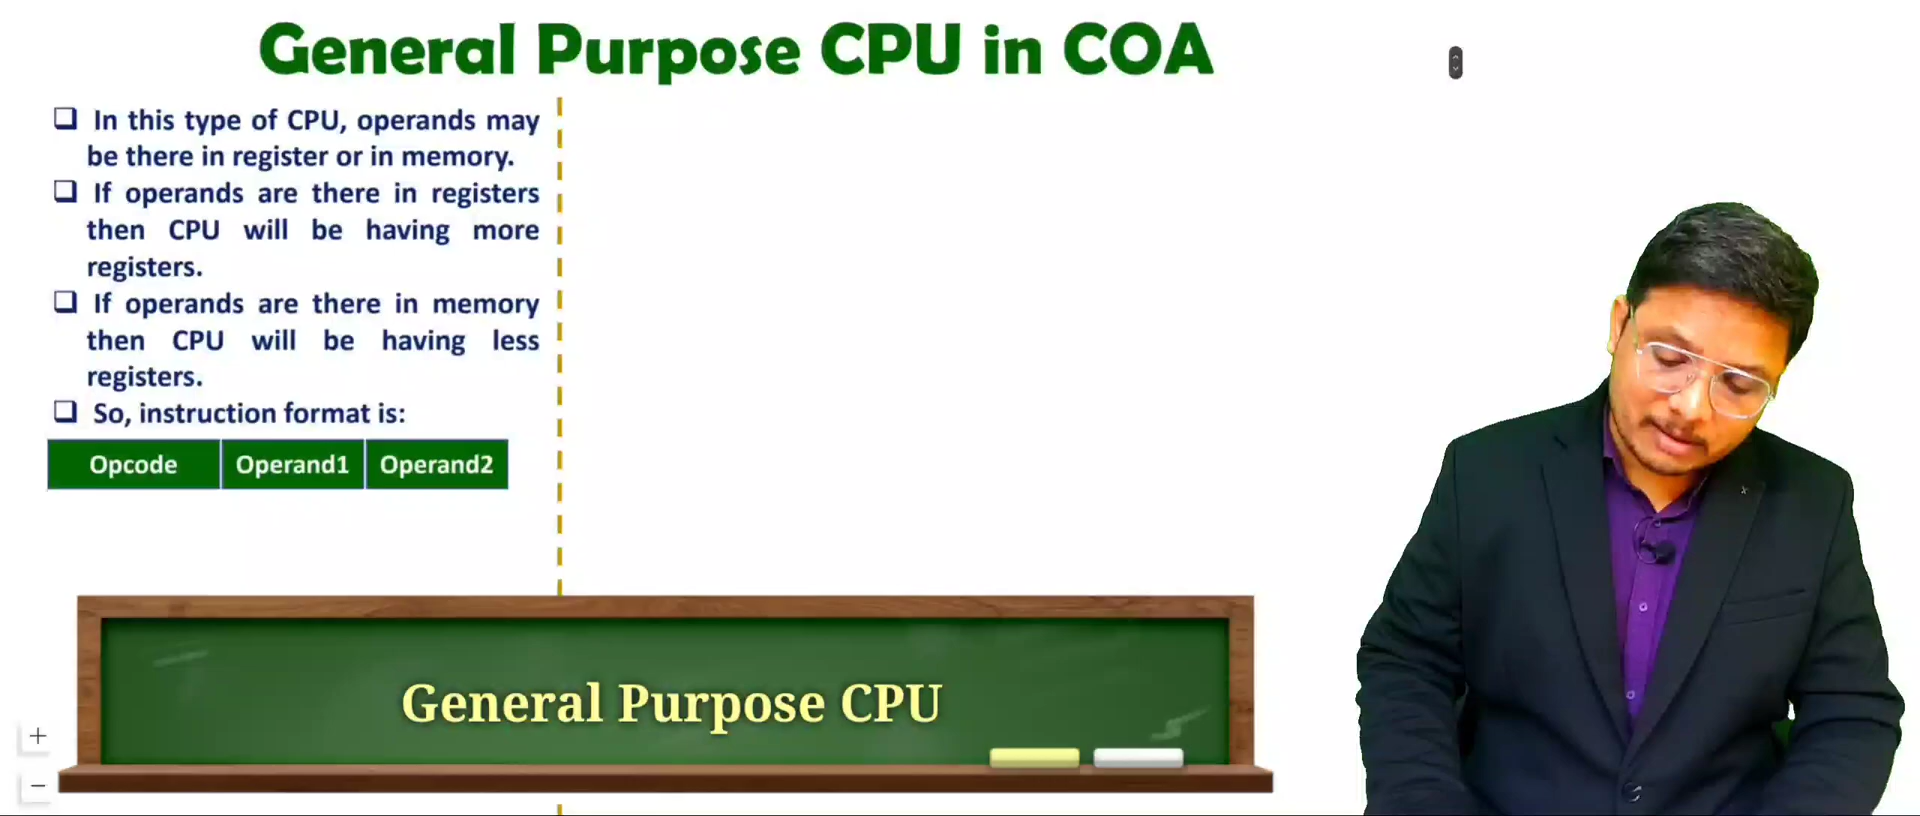 General Purpose CPU in COA
❑ In this type of CPU, operands may
be there in register or in memory.
❑ If operands are there in registers
then CPU will be having more
registers.
❑ If operands are there in memory
then CPU will be having less
registers.
❑ So, instruction format is:
Opcode Operand1 Operand2
General Purpose CPU